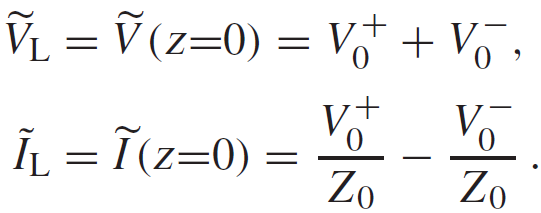 Ṽ_L = Ṽ(z=0) = V_0^+ + V_0^-,
Ĩ_L = Ĩ(z=0) = V_0^+/Z_0 − V_0^-/Z_0 .